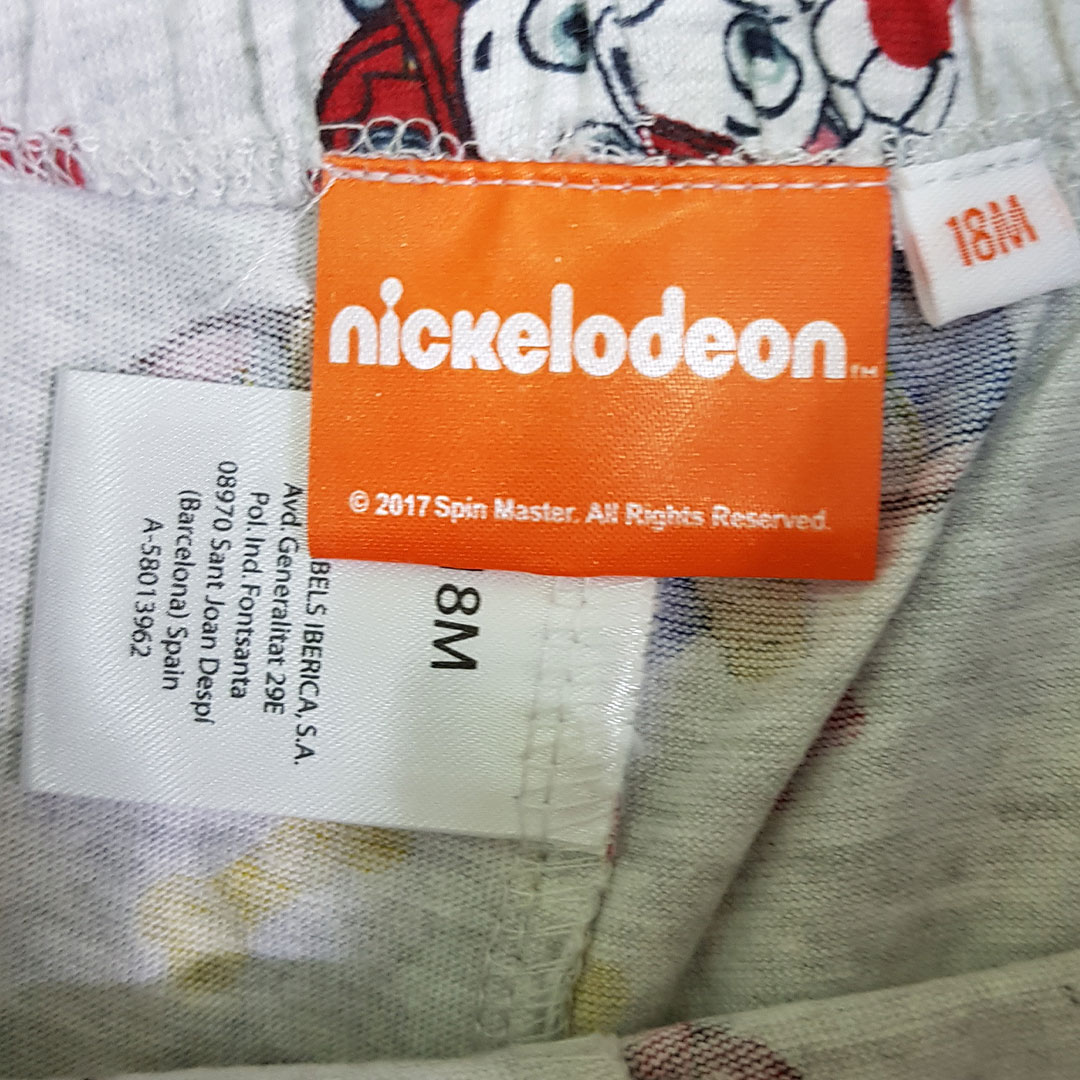 nickelodeon™
© 2017 Spin Master. All Rights Reserved.
18M
8M
BELS IBERICA, S.A.
Avd Generalitat 29E
Pol. Ind. Fontsanta
08970 Sant Joan Despí
(Barcelona) Spain
A-58013962